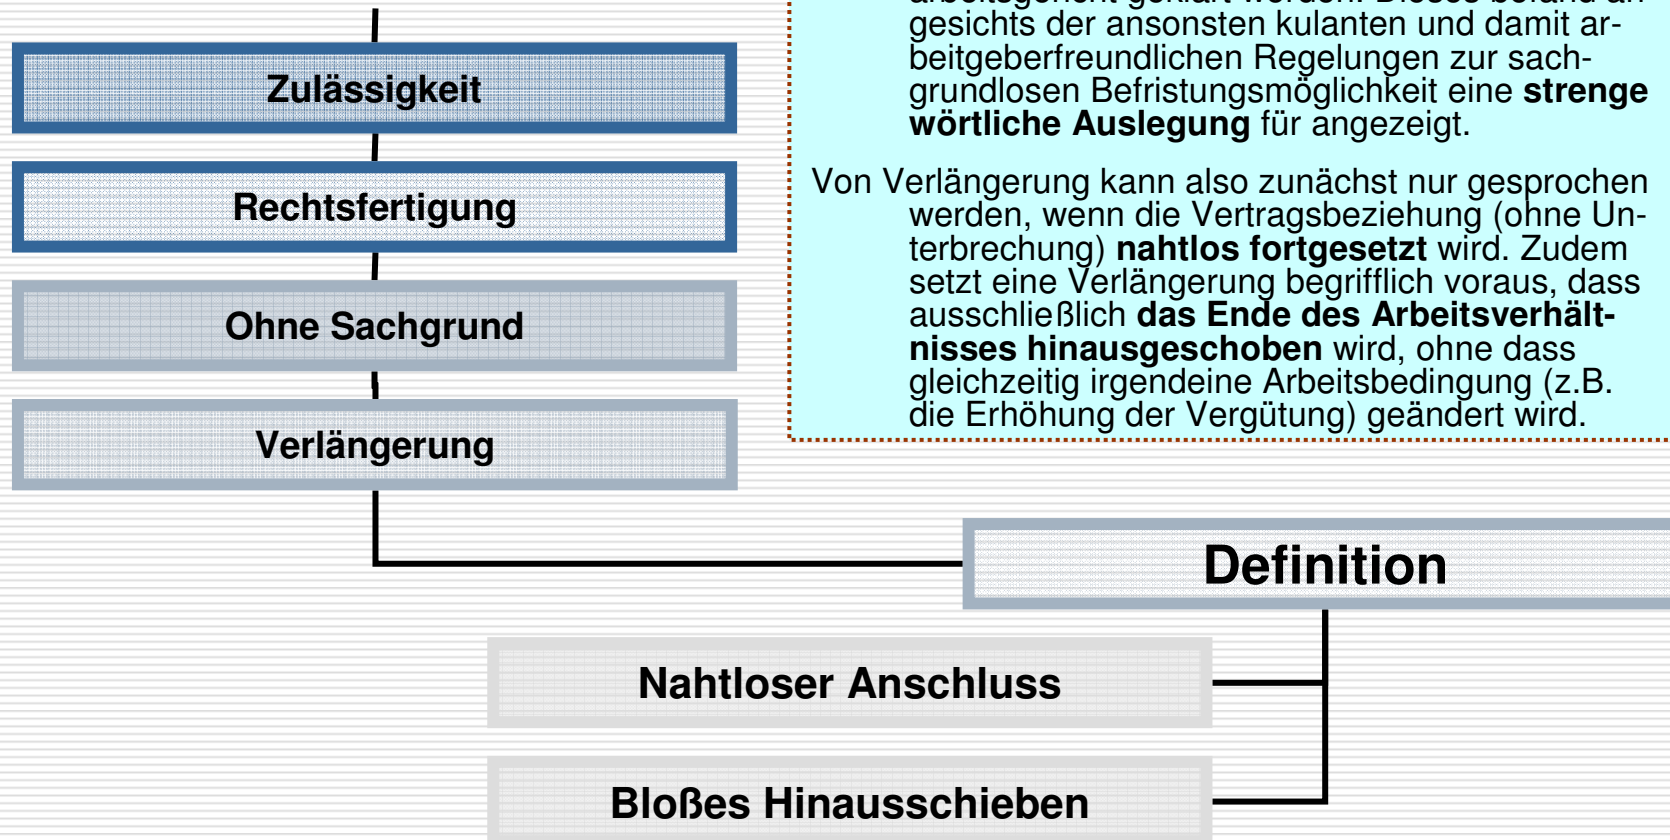 Zulässigkeit
Rechtsfertigung
Ohne Sachgrund
Verlängerung
gesichts der ansonsten kulanten und damit ar-
beitgeberfreundlichen Regelungen zur sach-
grundlosen Befristungsmöglichkeit eine strenge
wörtliche Auslegung für angezeigt.
Von Verlängerung kann also zunächst nur gesprochen
werden, wenn die Vertragsbeziehung (ohne Un-
terbrechung) nahtlos fortgesetzt wird. Zudem
setzt eine Verlängerung begrifflich voraus, dass
ausschließlich das Ende des Arbeitsverhält-
nisses hinausgeschoben wird, ohne dass
gleichzeitig irgendeine Arbeitsbedingung (z.B.
die Erhöhung der Vergütung) geändert wird.
Definition
Nahtloser Anschluss
Bloßes Hinausschieben